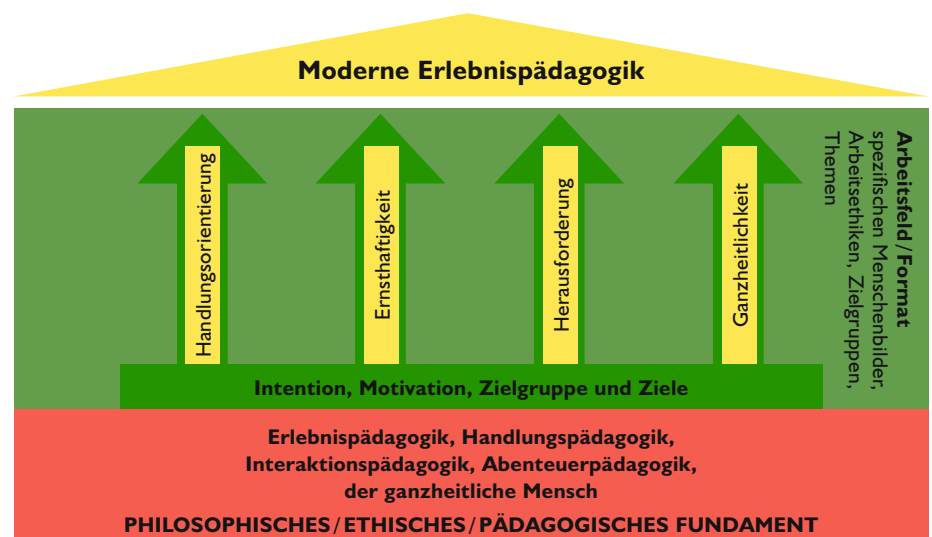 Moderne Erlebnispädagogik
Handlungsorientierung
Ernsthaftigkeit
Herausforderung
Ganzheitlichkeit
Arbeitsfeld/Format
spezifischen Menschenbilder,
Arbeitsethiken, Zielgruppen,
Themen
Intention, Motivation, Zielgruppe und Ziele
Erlebnispädagogik, Handlungspädagogik,
Interaktionspädagogik, Abenteuerpädagogik,
der ganzheitliche Mensch
PHILOSOPHISCHES/ETHISCHES/PÄDAGOGISCHES FUNDAMENT